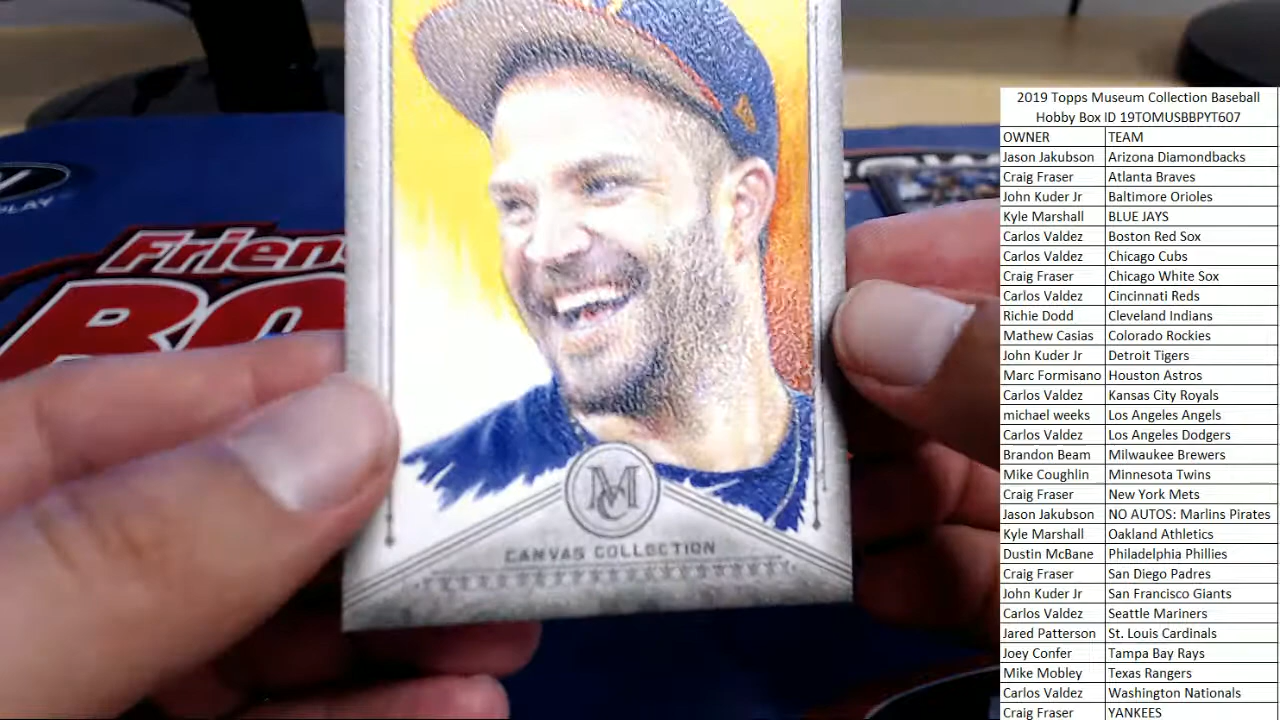 PLAY
Frien
BO
MC
CANVAS COLLECTION
2019 Topps Museum Collection Baseball
Hobby Box ID 19TOMUSBBPYT607
OWNER TEAM
Jason Jakubson Arizona Diamondbacks
Craig Fraser Atlanta Braves
John Kuder Jr Baltimore Orioles
Kyle Marshall BLUE JAYS
Carlos Valdez Boston Red Sox
Carlos Valdez Chicago Cubs
Craig Fraser Chicago White Sox
Carlos Valdez Cincinnati Reds
Richie Dodd Cleveland Indians
Mathew Casias Colorado Rockies
John Kuder Jr Detroit Tigers
Marc Formisano Houston Astros
Carlos Valdez Kansas City Royals
michael weeks Los Angeles Angels
Carlos Valdez Los Angeles Dodgers
Brandon Beam Milwaukee Brewers
Mike Coughlin Minnesota Twins
Craig Fraser New York Mets
Jason Jakubson NO AUTOS: Marlins Pirates
Kyle Marshall Oakland Athletics
Dustin McBane Philadelphia Phillies
Craig Fraser San Diego Padres
John Kuder Jr San Francisco Giants
Carlos Valdez Seattle Mariners
Jared Patterson St. Louis Cardinals
Joey Confer Tampa Bay Rays
Mike Mobley Texas Rangers
Carlos Valdez Washington Nationals
Craig Fraser YANKEES